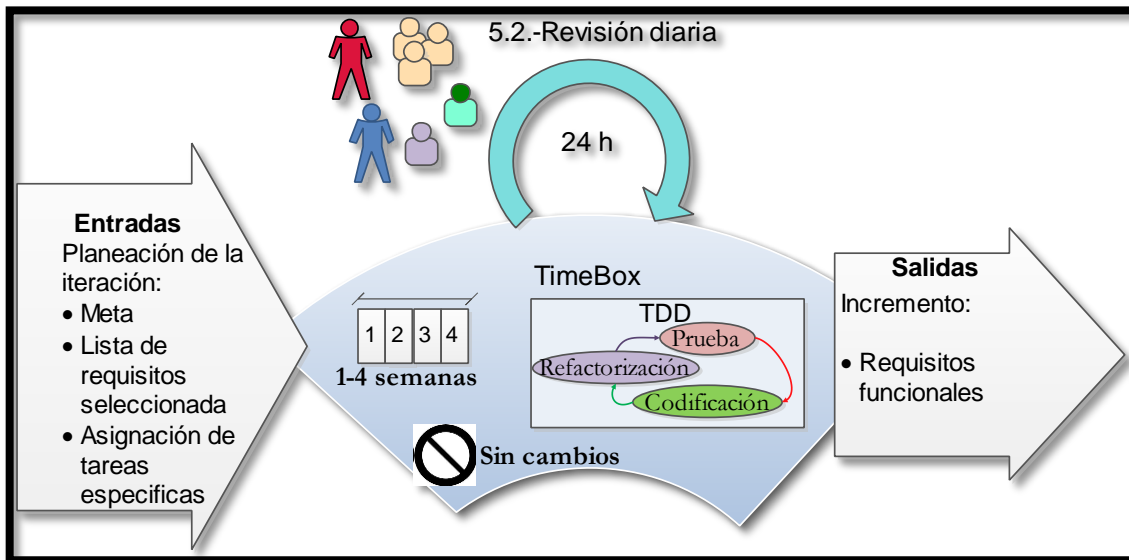 5.2.-Revisión diaria
24 h
Entradas
Planeación de la
iteración:
• Meta
• Lista de
requisitos
seleccionada
• Asignación de
tareas
especificas
TimeBox
1 2 3 4
1-4 semanas
TDD
Prueba
Refactorización
Codificación
Sin cambios
Salidas
Incremento:
• Requisitos
funcionales